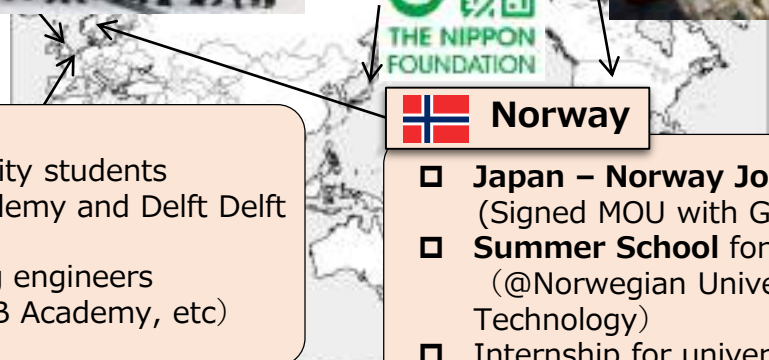 THE NIPPON
FOUNDATION
Norway
ity students
lemy and Delft Delft
g engineers
B Academy, etc）
Japan – Norway Jo
(Signed MOU with G
Summer School for
（@Norwegian Unive
Technology）
Internship for univer